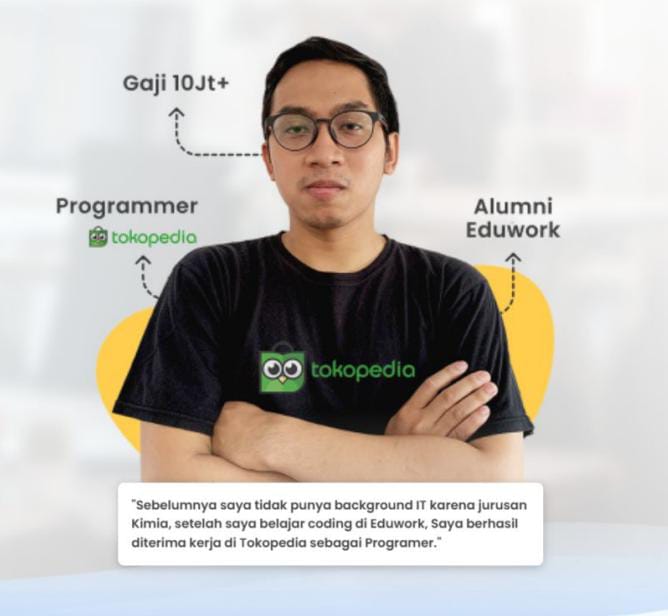 Gaji 10Jt+
Programmer
tokopedia
Alumni
Eduwork
tokopedia
"Sebelumnya saya tidak punya background IT karena jurusan
Kimia, setelah saya belajar coding di Eduwork, Saya berhasil
diterima kerja di Tokopedia sebagai Programer."